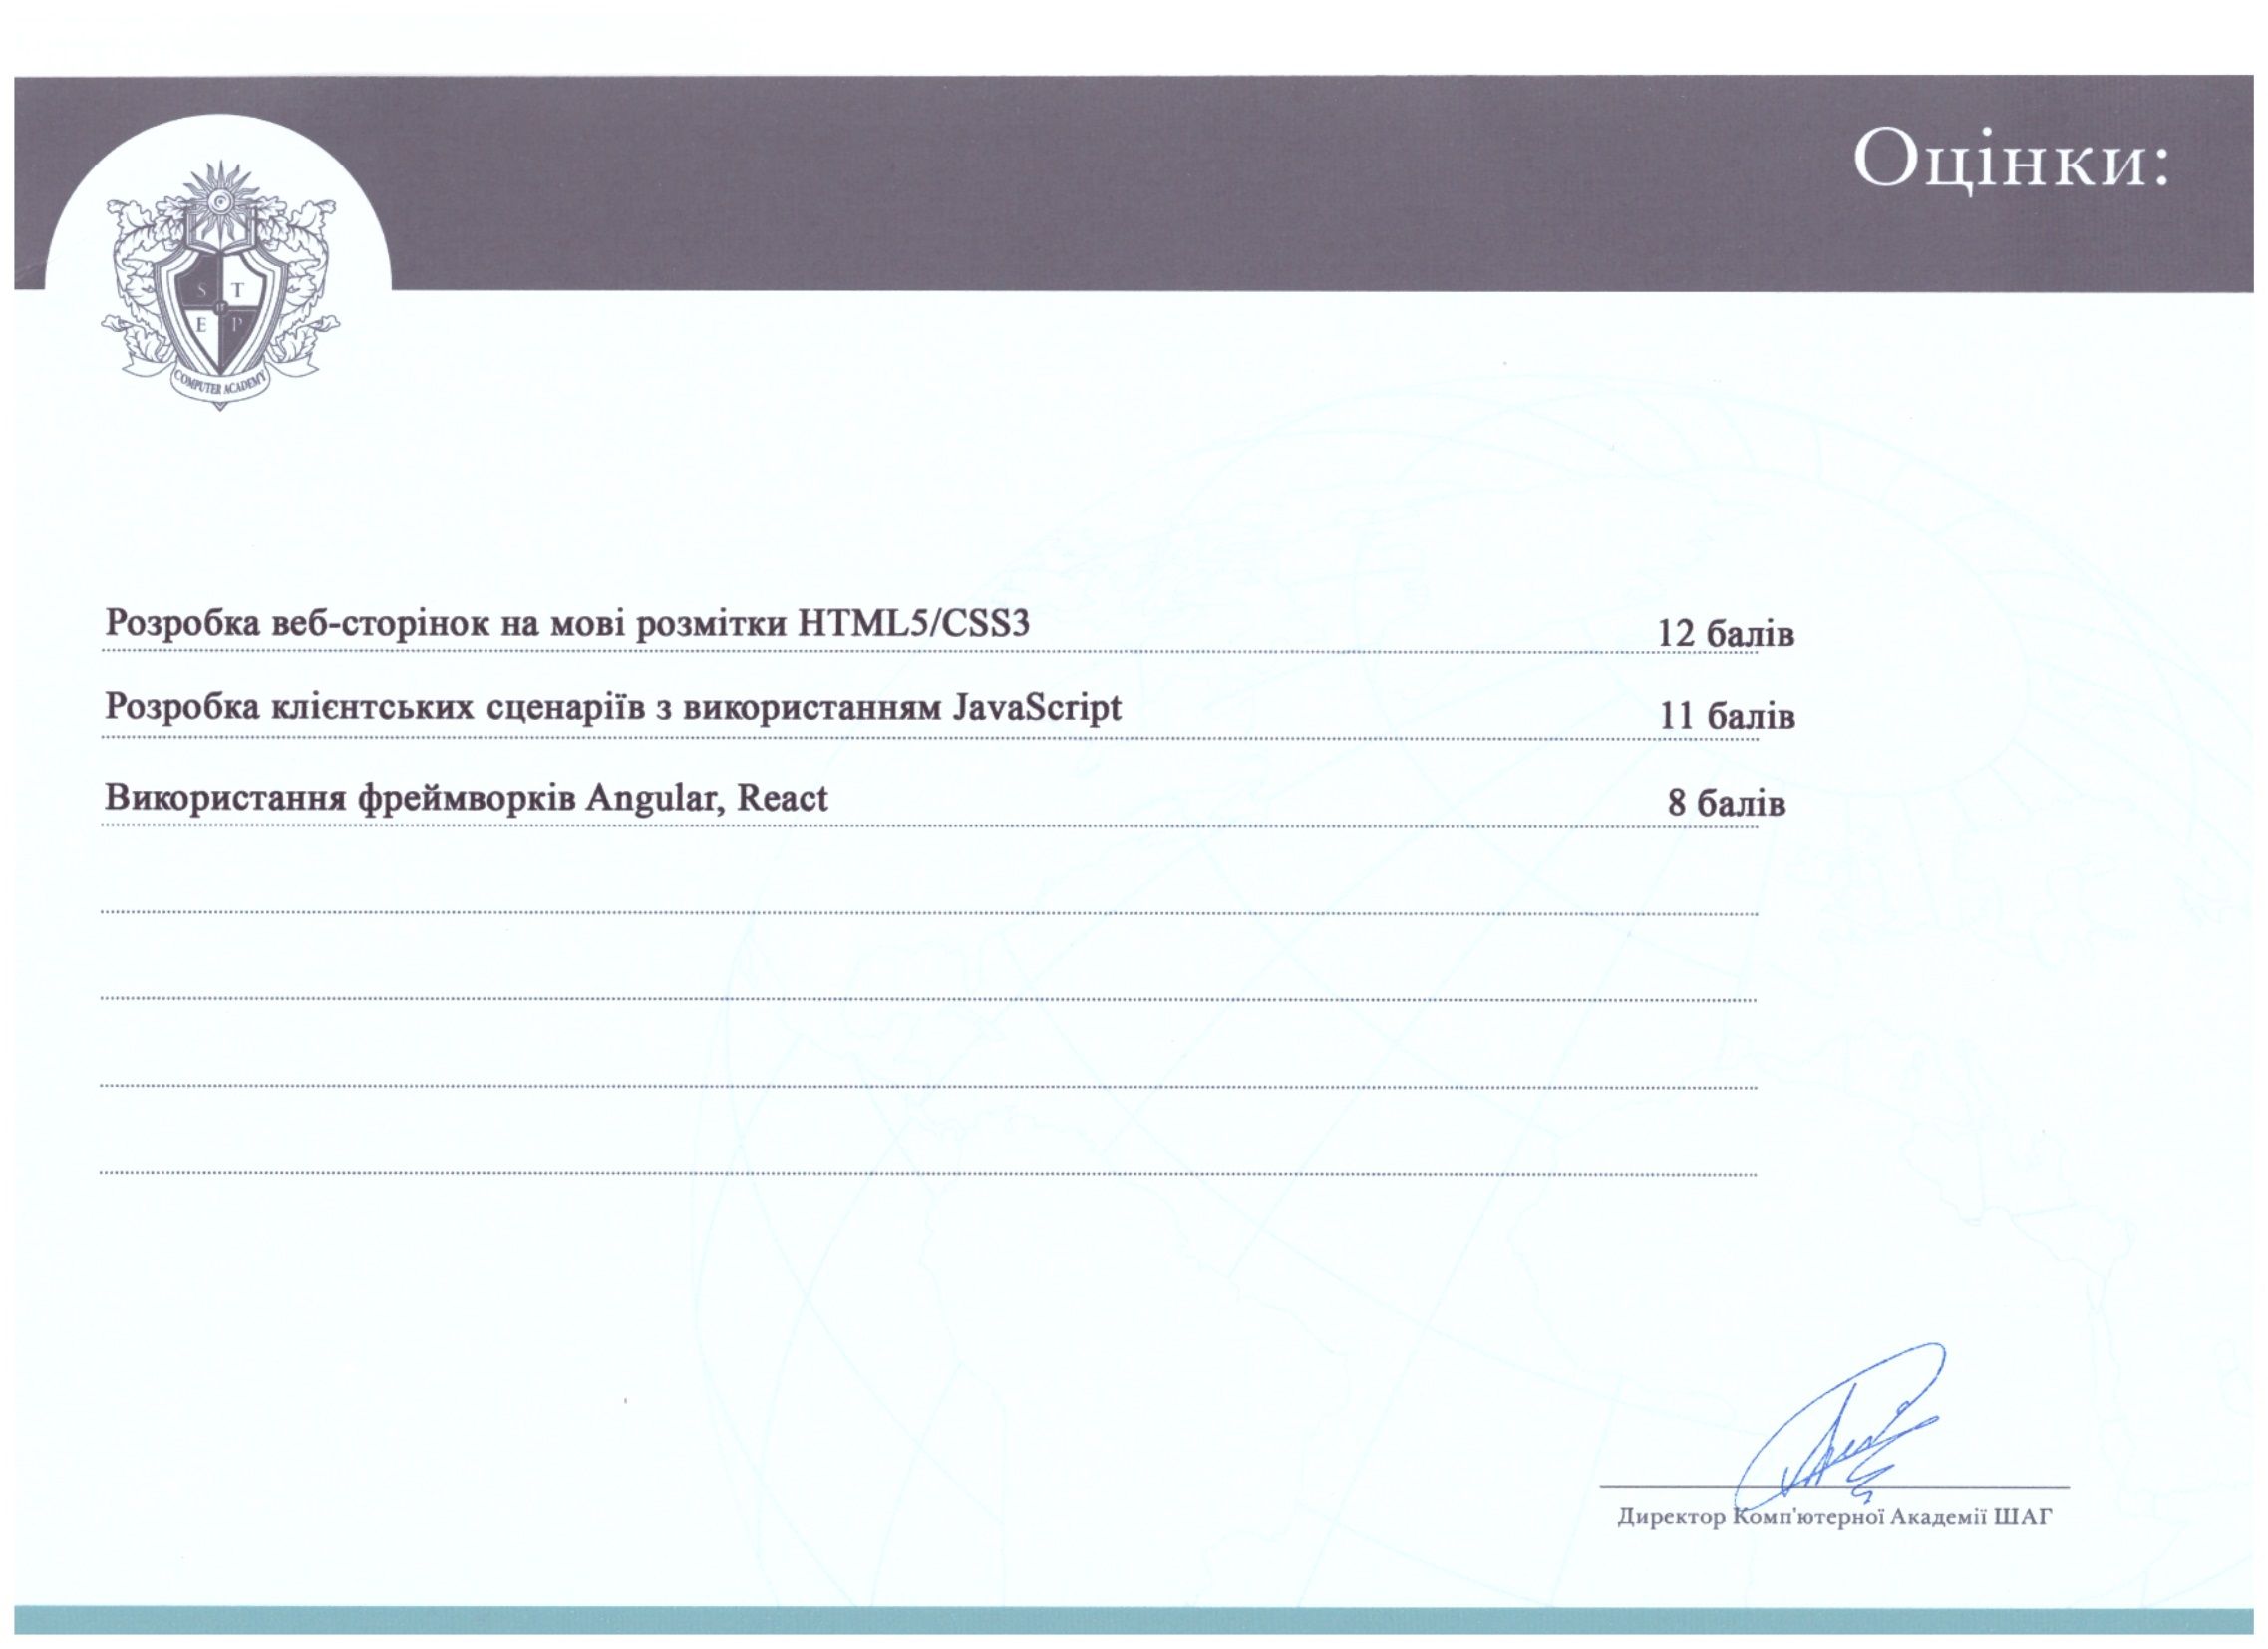 Оцінки:
S T
IT
E P
COMPUTER ACADEMY
Розробка веб-сторінок на мові розмітки HTML5/CSS3 12 балів
Розробка клієнтських сценаріїв з використанням JavaScript 11 балів
Використання фреймворків Angular, React 8 балів
Директор Комп'ютерної Академії ШАГ